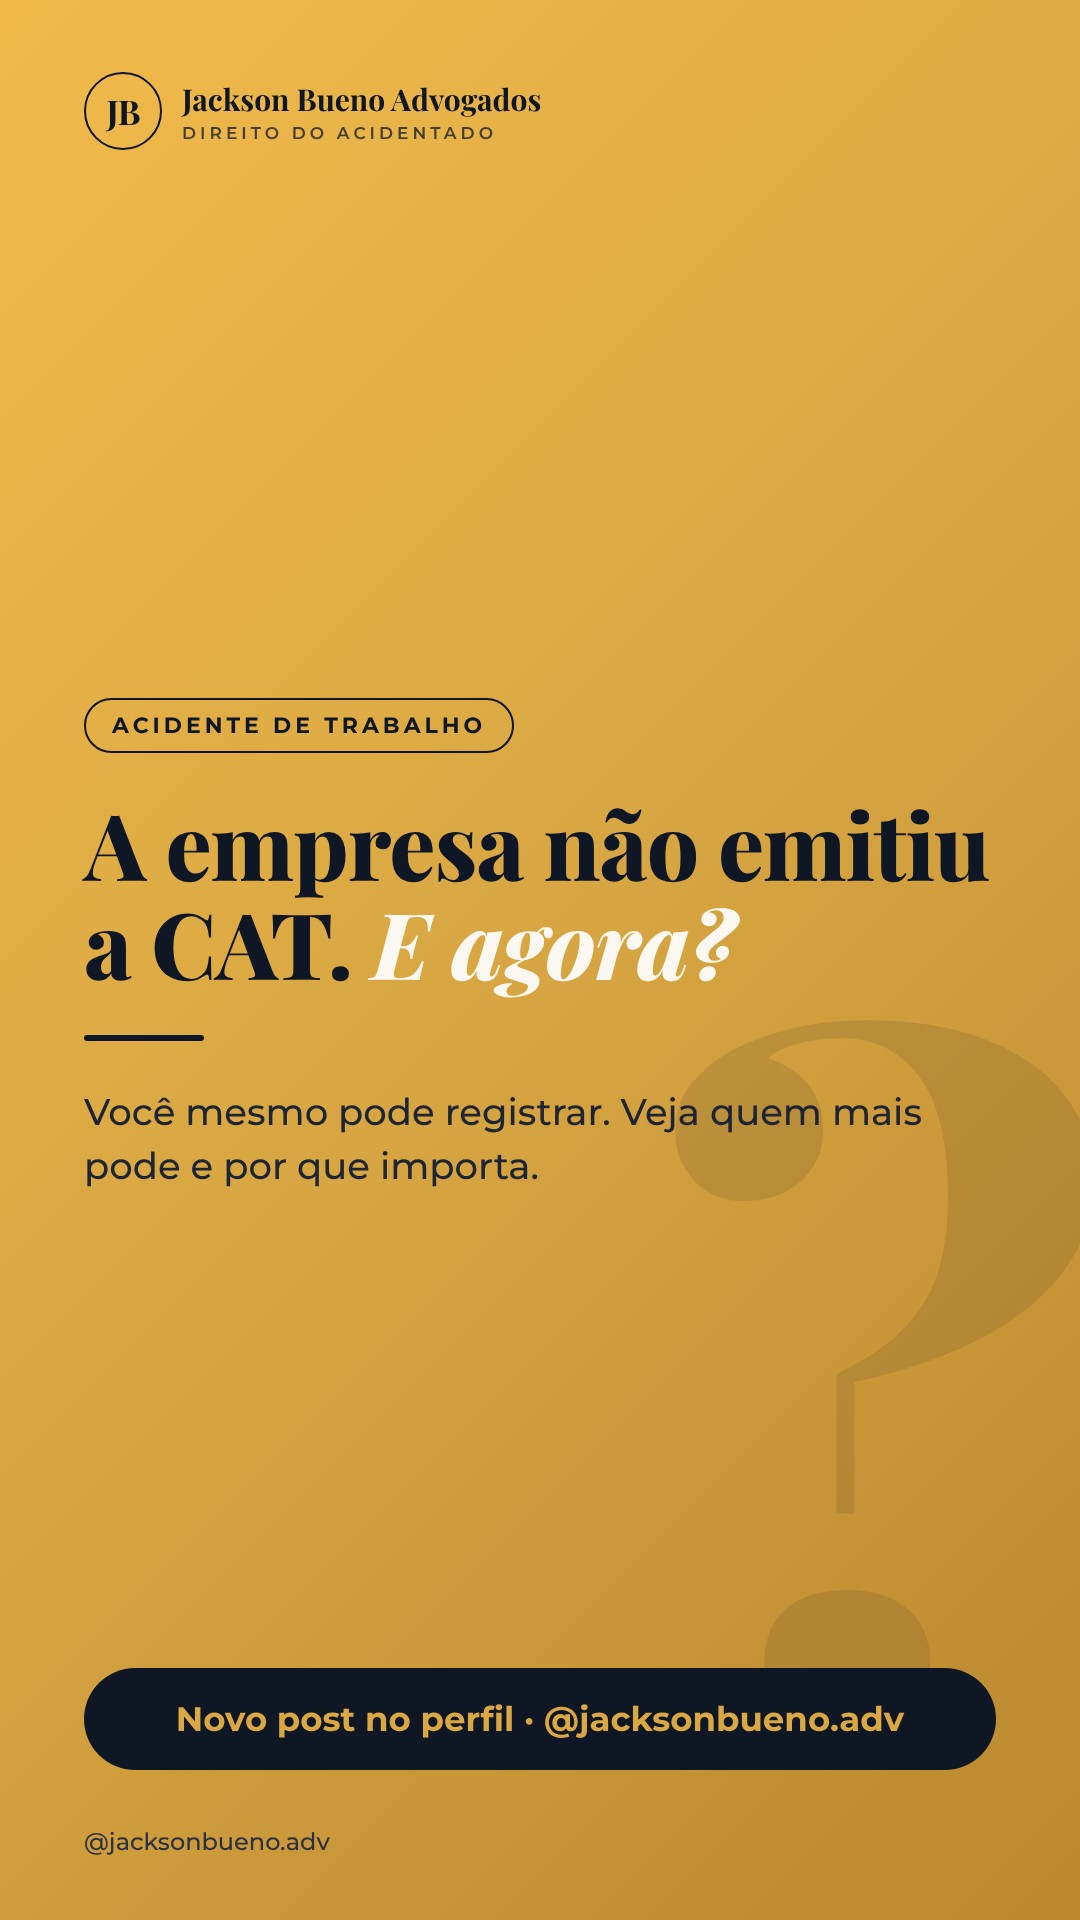 JB
Jackson Bueno Advogados
DIREITO DO ACIDENTADO
ACIDENTE DE TRABALHO
A empresa não emitiu
a CAT. E agora?
Você mesmo pode registrar. Veja quem mais
pode e por que importa.
?
Novo post no perfil · @jacksonbueno.adv
@jacksonbueno.adv